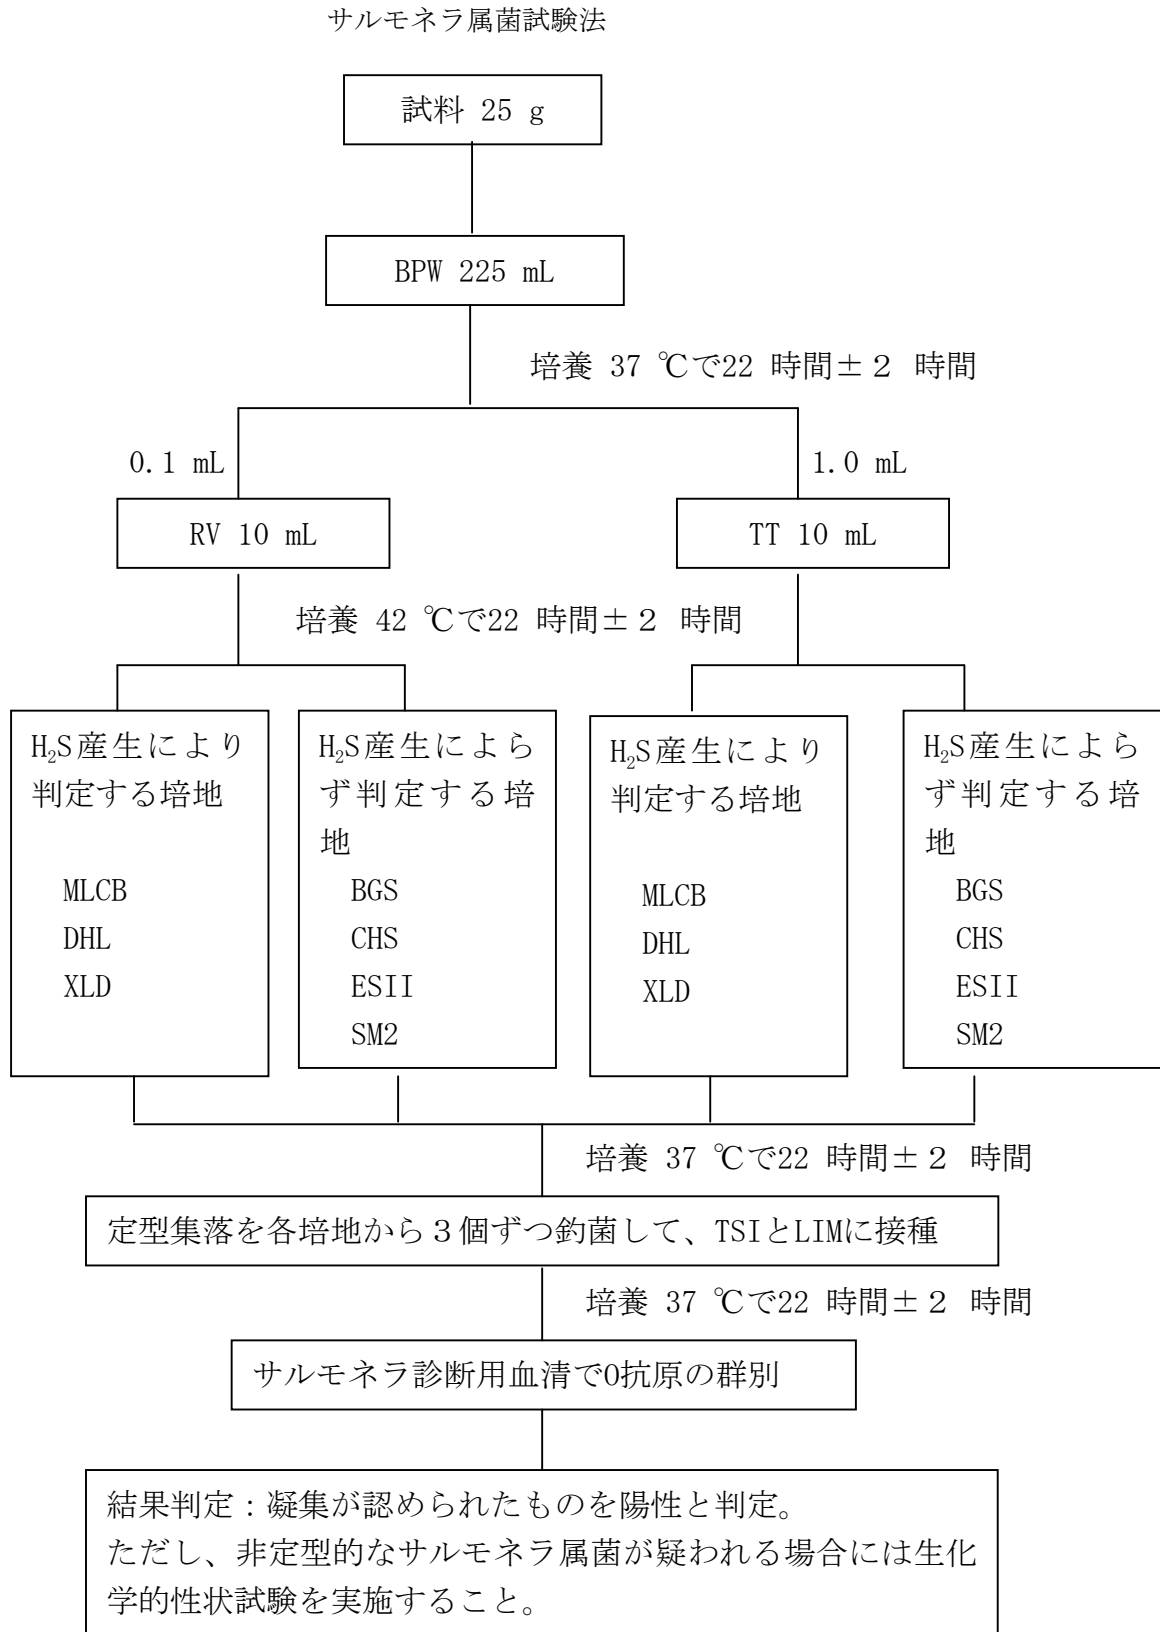 サルモネラ属菌試験法
試料 25 g
BPW 225 mL
培養 37 ℃で22 時間±２ 時間
0.1 mL
1.0 mL
RV 10 mL
TT 10 mL
培養 42 ℃で22 時間±２ 時間
H₂S産生により
判定する培地
MLCB
DHL
XLD
H₂S産生によら
ず判定する培
地
BGS
CHS
ESII
SM2
H₂S産生により
判定する培地
MLCB
DHL
XLD
H₂S産生によら
ず判定する培
地
BGS
CHS
ESII
SM2
培養 37 ℃で22 時間±２ 時間
定型集落を各培地から３個ずつ釣菌して、TSIとLIMに接種
培養 37 ℃で22 時間±２ 時間
サルモネラ診断用血清でO抗原の群別
結果判定：凝集が認められたものを陽性と判定。
ただし、非定型的なサルモネラ属菌が疑われる場合には生化
学的性状試験を実施すること。